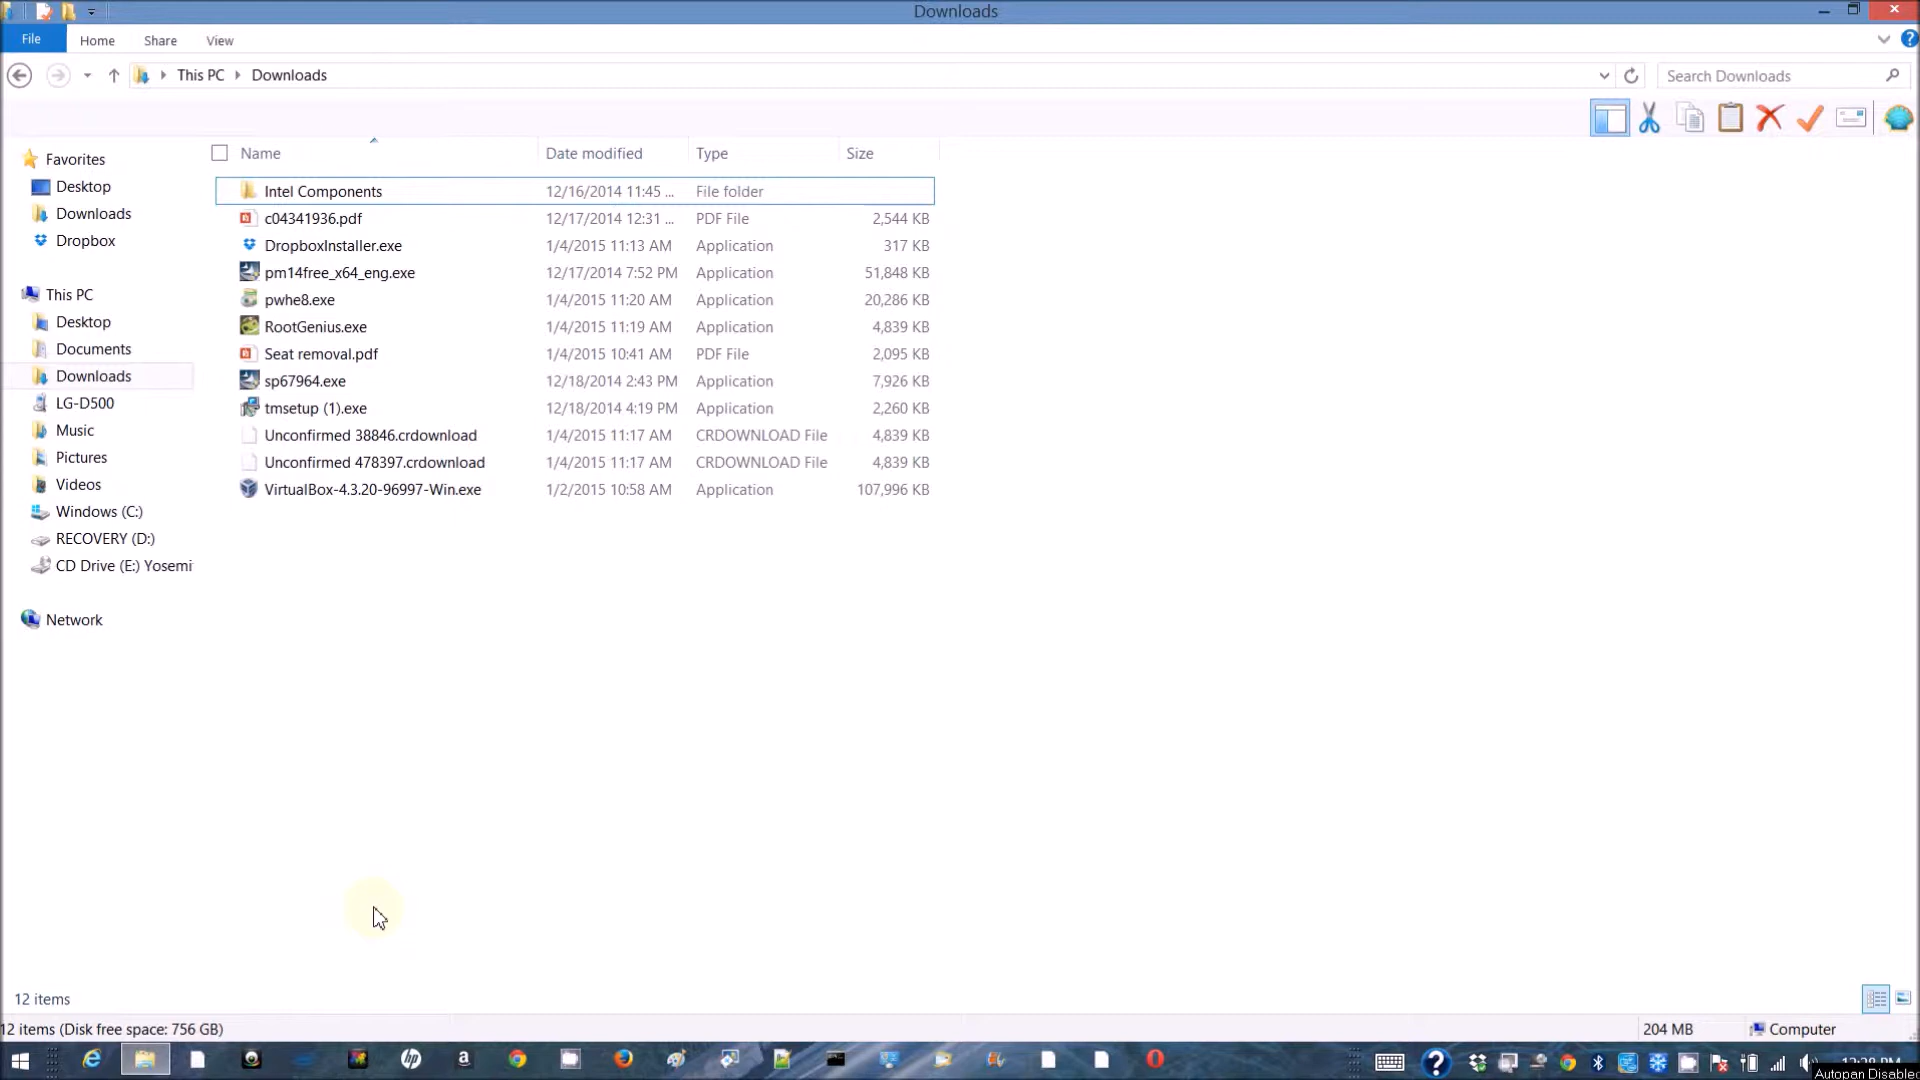 Downloads
File Home Share View
This PC Downloads
Search Downloads
Name Date modified Type Size
Favorites
Desktop
Downloads
Dropbox
This PC
Desktop
Documents
Downloads
LG-D500
Music
Pictures
Videos
Windows (C:)
RECOVERY (D:)
CD Drive (E:) Yosemi
Network
Intel Components 12/16/2014 11:45 ... File folder
c04341936.pdf 12/17/2014 12:31 ... PDF File 2,544 KB
DropboxInstaller.exe 1/4/2015 11:13 AM Application 317 KB
pm14free_x64_eng.exe 12/17/2014 7:52 PM Application 51,848 KB
pwhe8.exe 1/4/2015 11:20 AM Application 20,286 KB
RootGenius.exe 1/4/2015 11:19 AM Application 4,839 KB
Seat removal.pdf 1/4/2015 10:41 AM PDF File 2,095 KB
sp67964.exe 12/18/2014 2:43 PM Application 7,926 KB
tmsetup (1).exe 12/18/2014 4:19 PM Application 2,260 KB
Unconfirmed 38846.crdownload 1/4/2015 11:17 AM CRDOWNLOAD File 4,839 KB
Unconfirmed 478397.crdownload 1/4/2015 11:17 AM CRDOWNLOAD File 4,839 KB
VirtualBox-4.3.20-96997-Win.exe 1/2/2015 10:58 AM Application 107,996 KB
12 items
12 items (Disk free space: 756 GB) 204 MB Computer
hp a
Autopan Disabled